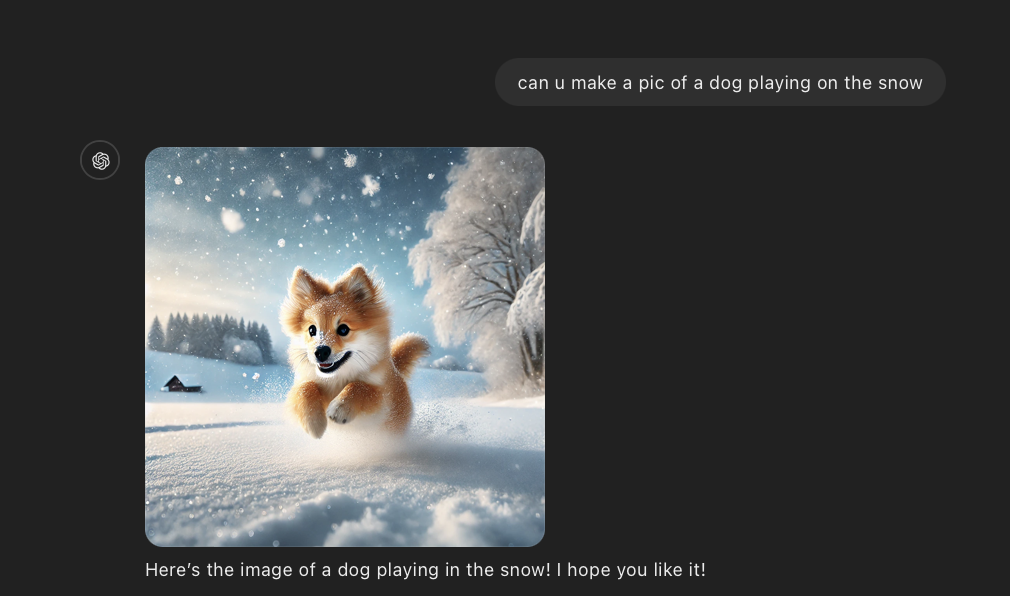 can u make a pic of a dog playing on the snow
Here’s the image of a dog playing in the snow! I hope you like it!